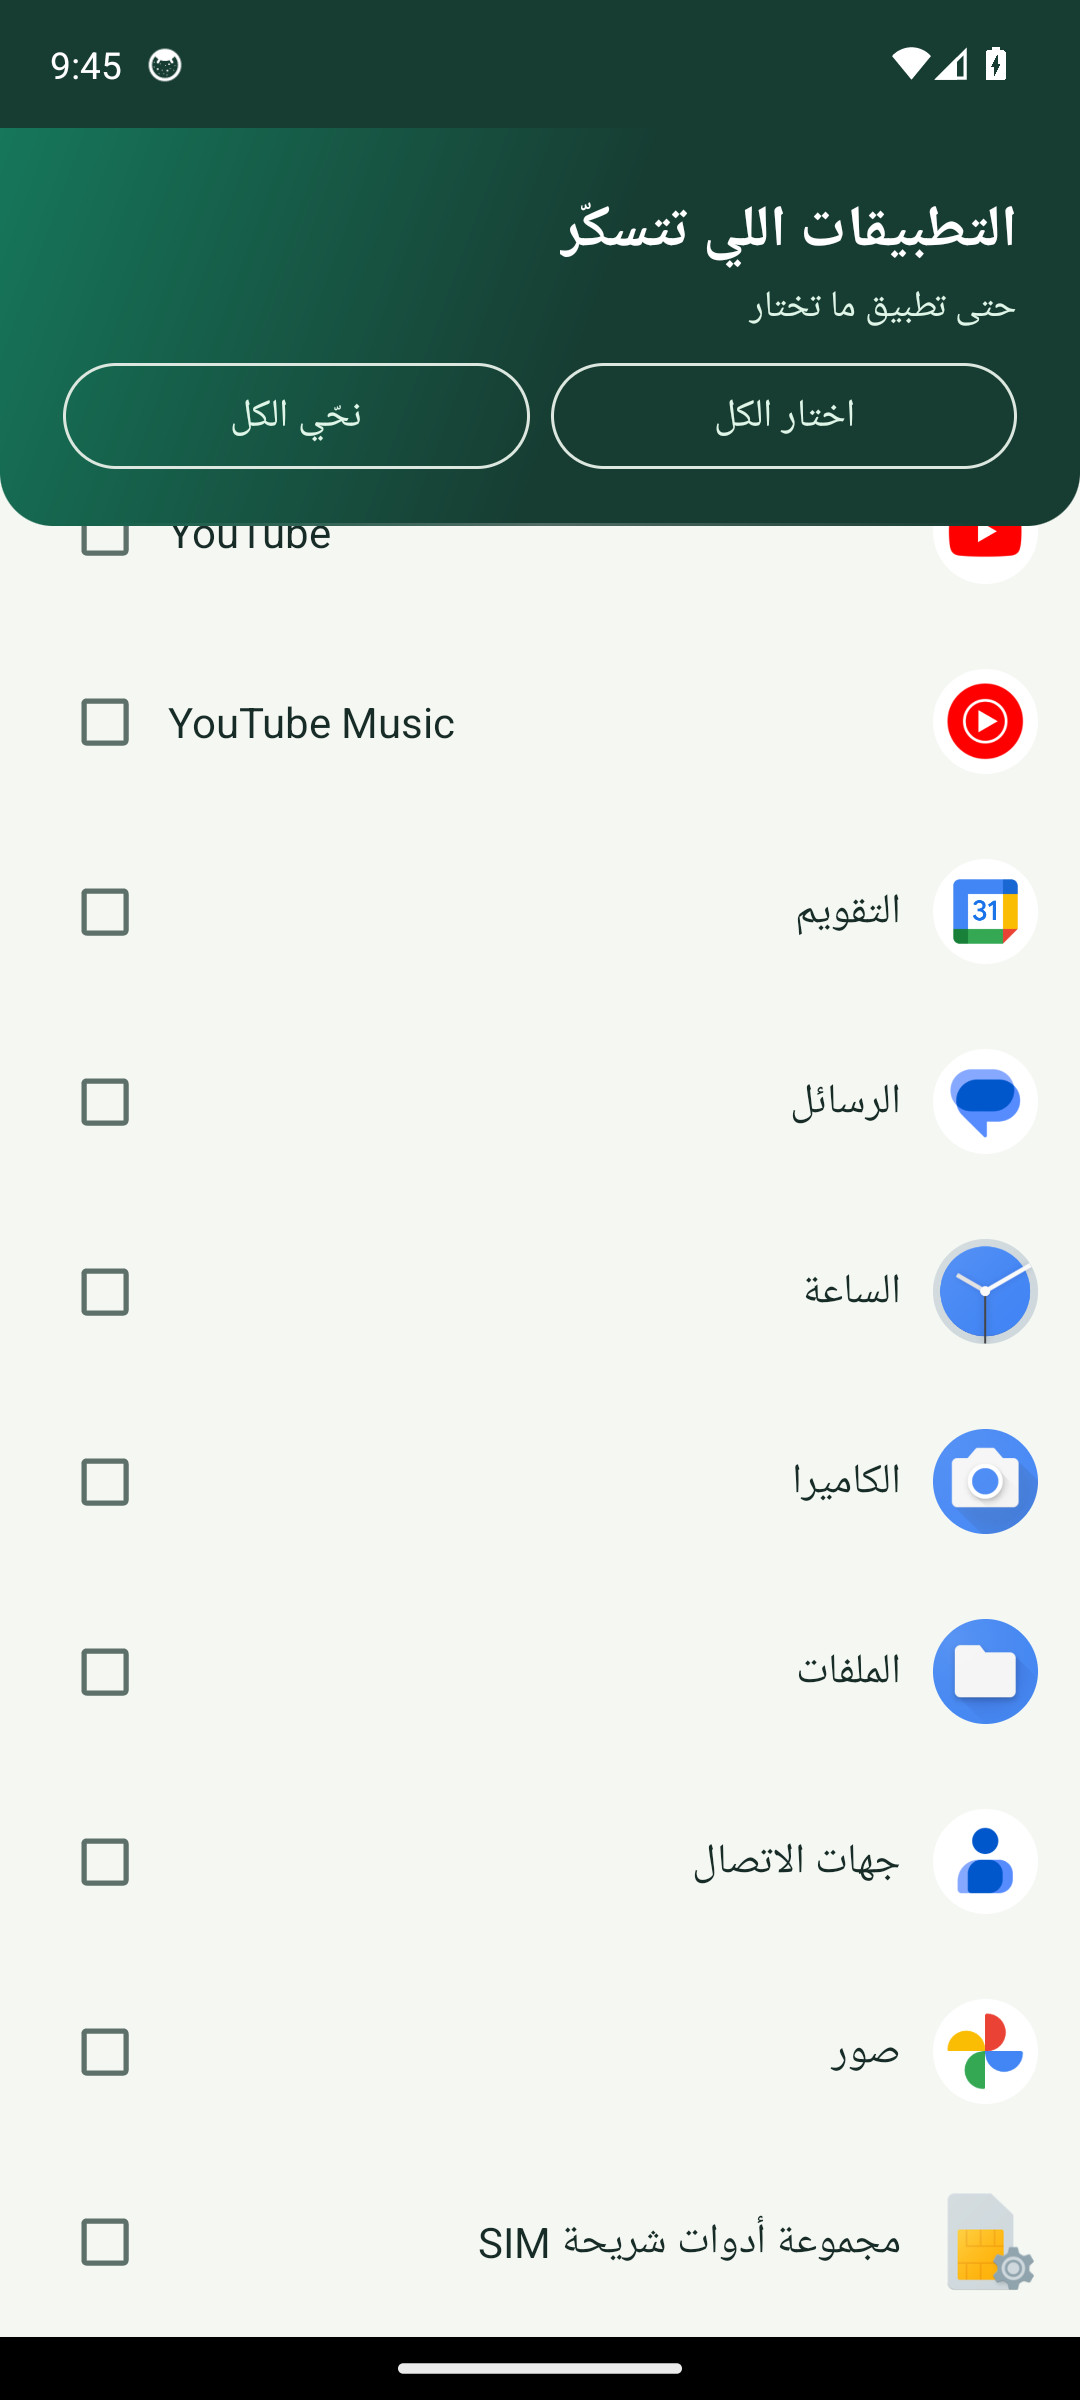 9:45
التطبيقات اللي تتسكّر
حتى تطبيق ما تختار
اختار الكل
نحّي الكل
YouTube
YouTube Music
التقويم
31
الرسائل
الساعة
الكاميرا
الملفات
جهات الاتصال
صور
مجموعة أدوات شريحة SIM